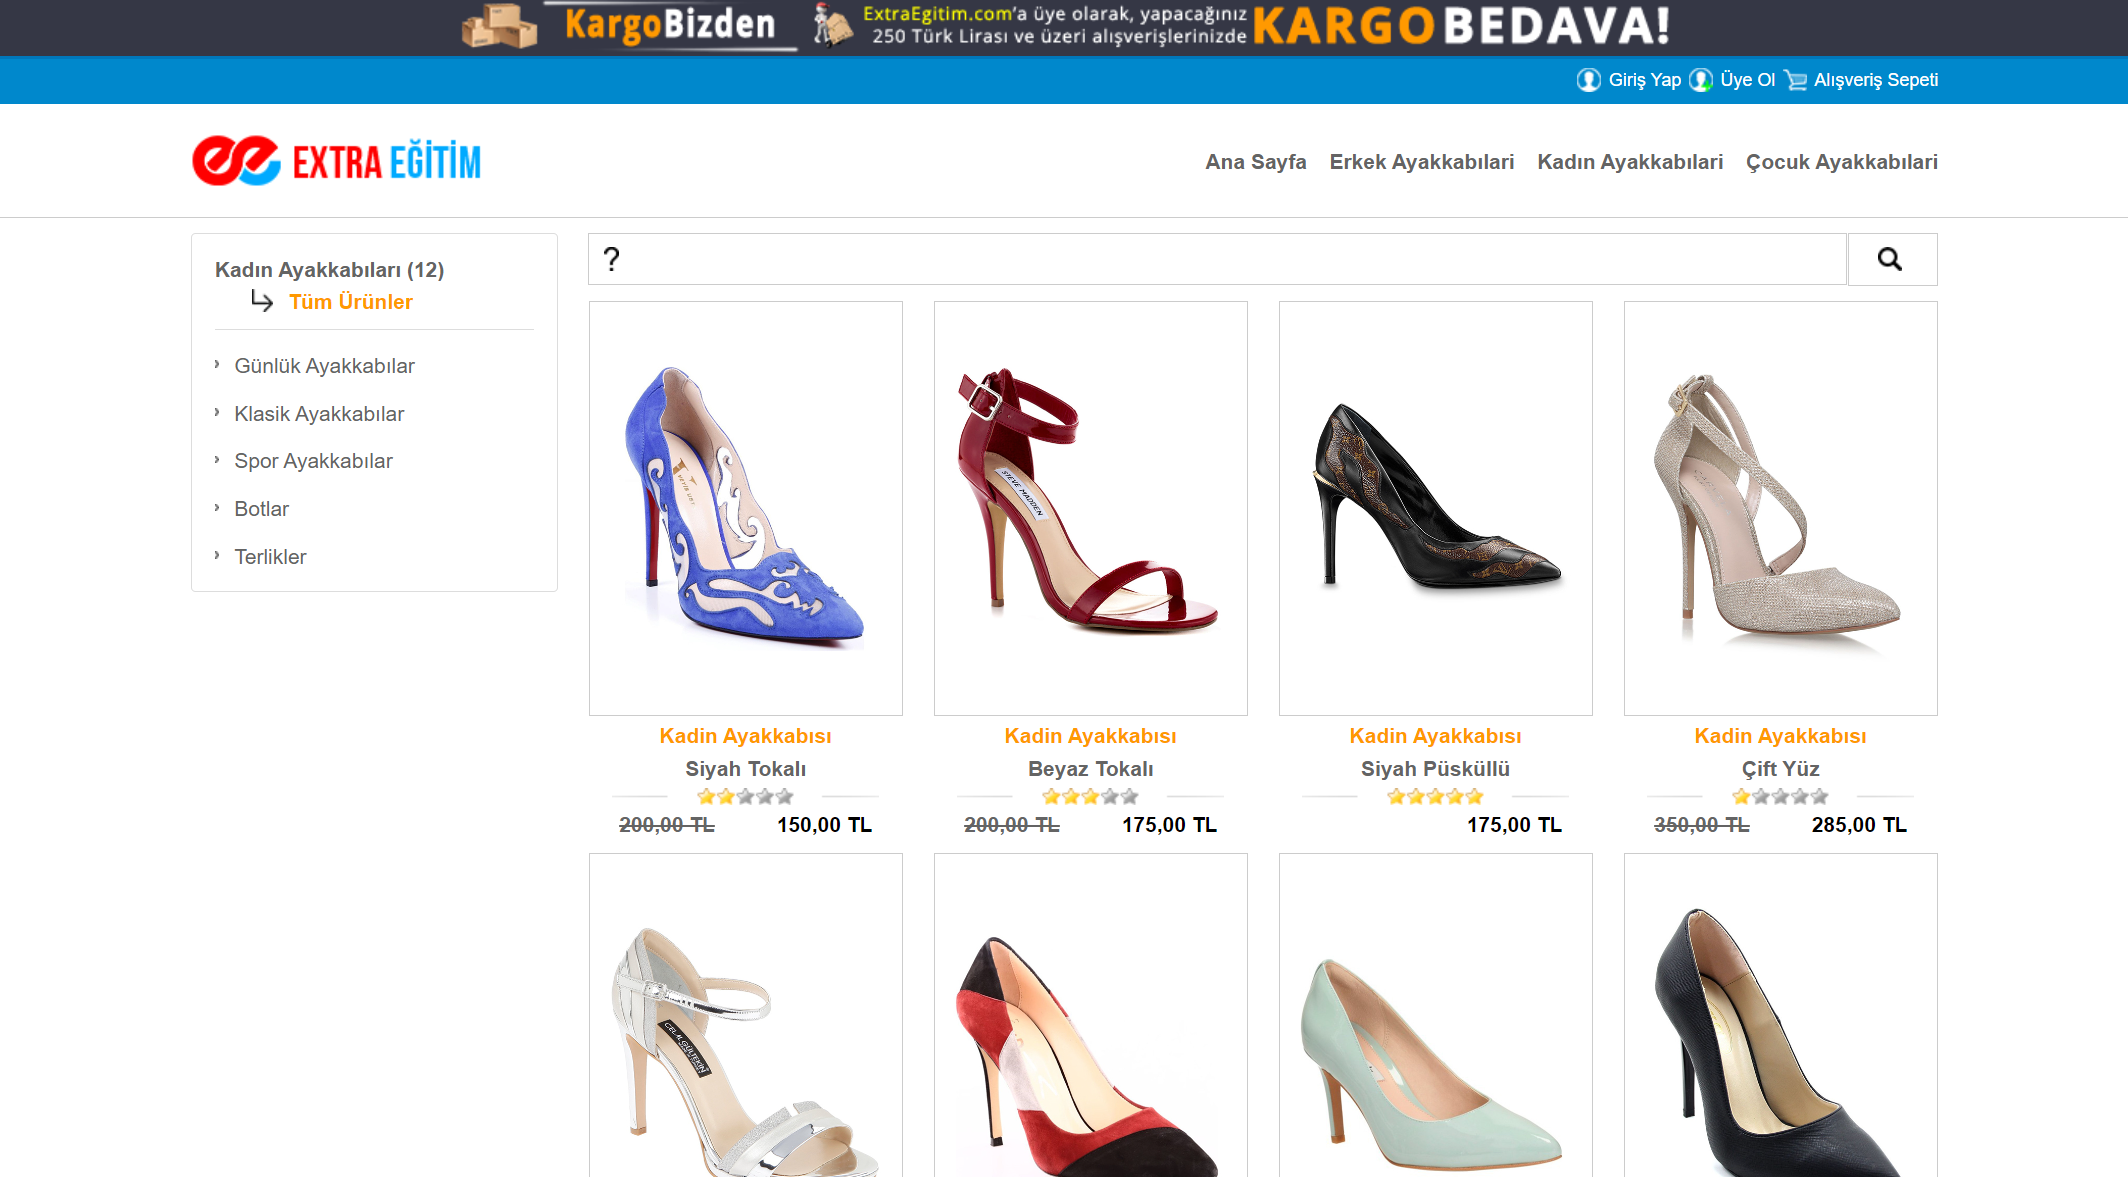 KargoBizden
ExtraEgitim.com'a üye olarak, yapacağınız
250 Türk Lirası ve üzeri alışverişlerinizde
KARGO BEDAVA!
Giriş Yap Üye Ol Alışveriş Sepeti
EXTRA EĞİTİM
Ana Sayfa Erkek Ayakkabılari Kadın Ayakkabılari Çocuk Ayakkabılari
Kadın Ayakkabıları (12)
Tüm Ürünler
Günlük Ayakkabılar
Klasik Ayakkabılar
Spor Ayakkabılar
Botlar
Terlikler
?
STEVE MADDEN
Kadin Ayakkabısı
Siyah Tokalı
200,00 TL 150,00 TL
Kadin Ayakkabısı
Beyaz Tokalı
200,00 TL 175,00 TL
Kadin Ayakkabısı
Siyah Püsküllü
175,00 TL
Kadin Ayakkabısı
Çift Yüz
350,00 TL 285,00 TL
CELAL GÜLTEKİN